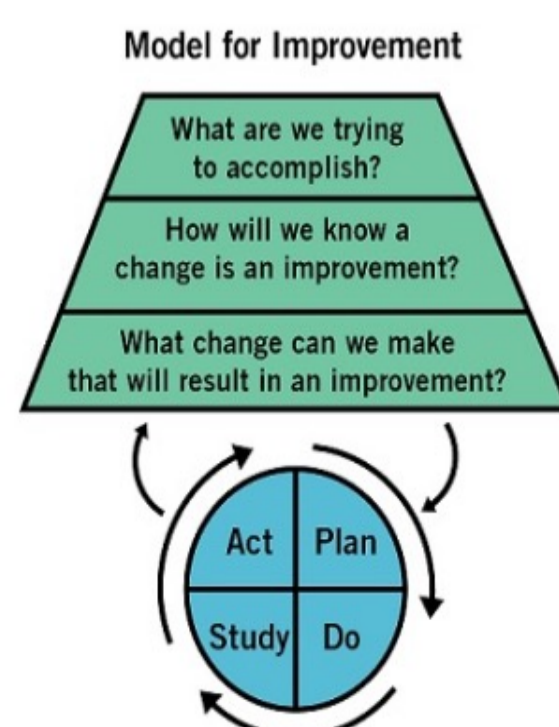 Model for Improvement
What are we trying
to accomplish?
How will we know a
change is an improvement?
What change can we make
that will result in an improvement?
Act
Plan
Study
Do